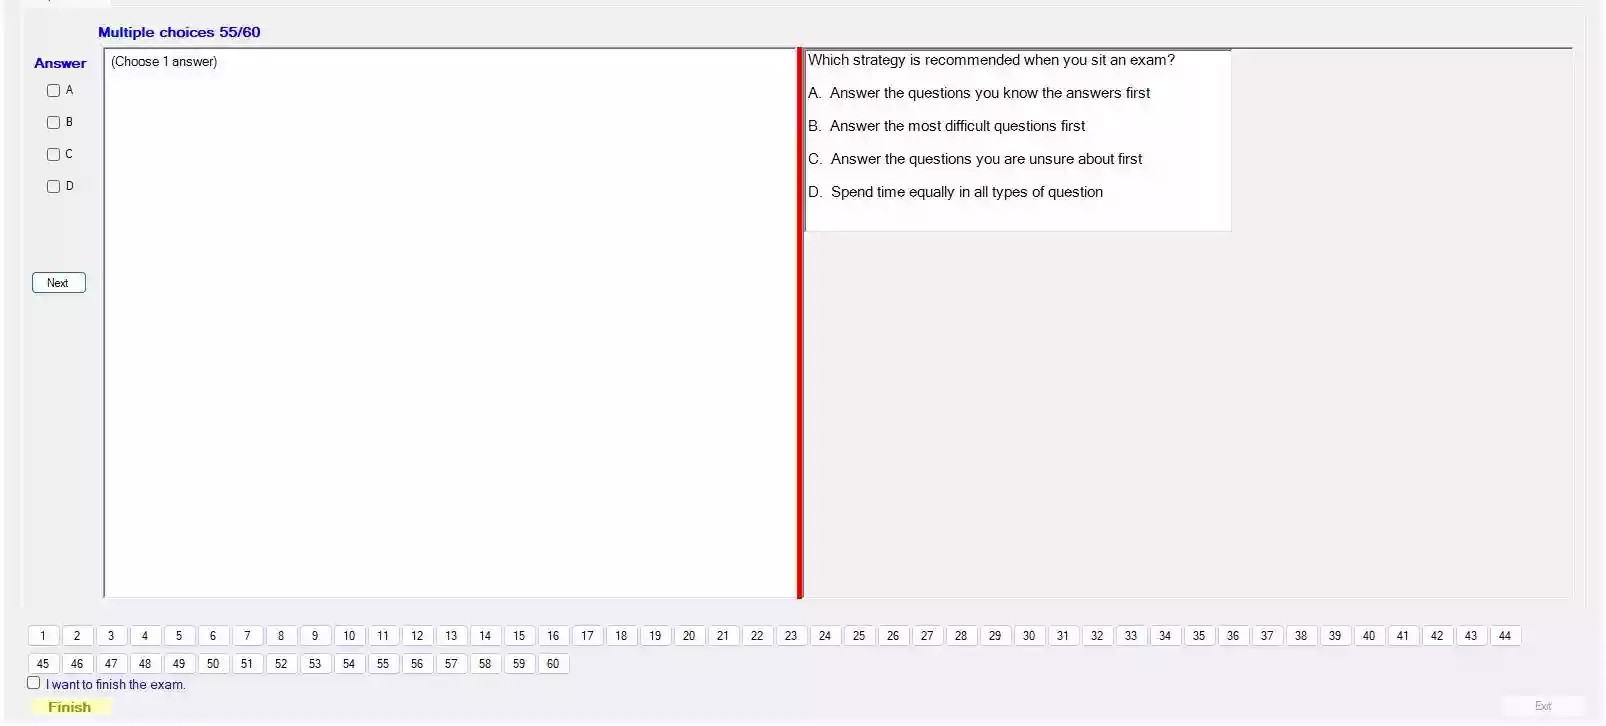 Multiple choices 55/60
Answer
(Choose 1 answer)
A
B
C
D
Next
Which strategy is recommended when you sit an exam?
A. Answer the questions you know the answers first
B. Answer the most difficult questions first
C. Answer the questions you are unsure about first
D. Spend time equally in all types of question
1 2 3 4 5 6 7 8 9 10 11 12 13 14 15 16 17 18 19 20 21 22 23 24 25 26 27 28 29 30 31 32 33 34 35 36 37 38 39 40 41 42 43 44
45 46 47 48 49 50 51 52 53 54 55 56 57 58 59 60
I want to finish the exam.
Finish
Exit